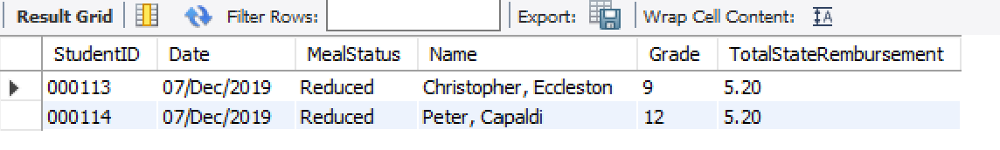 Result Grid Filter Rows: Export: Wrap Cell Content: IA
StudentID Date MealStatus Name Grade TotalStateRembursement
000113 07/Dec/2019 Reduced Christopher, Eccleston 9 5.20
000114 07/Dec/2019 Reduced Peter, Capaldi 12 5.20